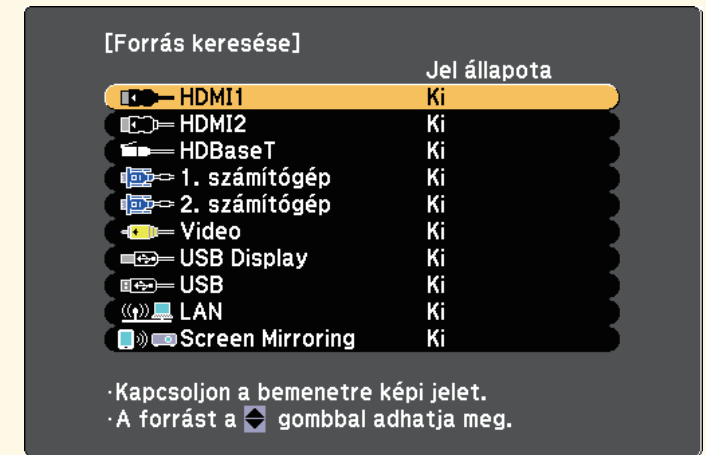 [Forrás keresése]
Jel állapota
HDMI1 Ki
HDMI2 Ki
HDBaseT Ki
1. számítógép Ki
2. számítógép Ki
Video Ki
USB Display Ki
USB Ki
LAN Ki
Screen Mirroring Ki
·Kapcsoljon a bemenetre képi jelet.
·A forrást a gombbal adhatja meg.